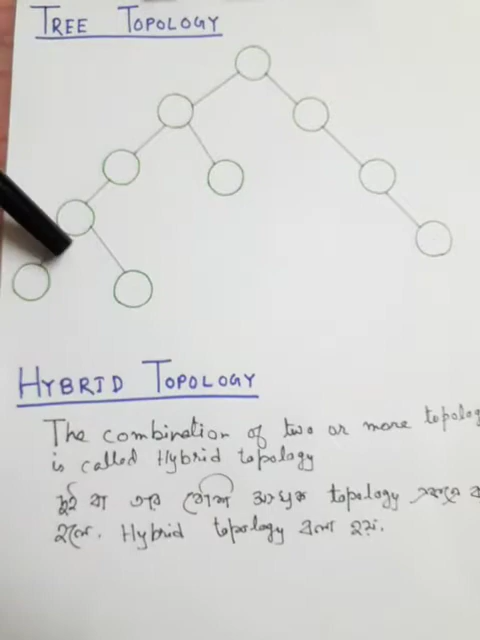 TREE TOPOLOGY
HYBRID TOPOLOGY
The combination of two or more topolog
is called Hybrid topology
দুই বা তার বেশি topology
হলে, Hybrid topology বলা হয়.